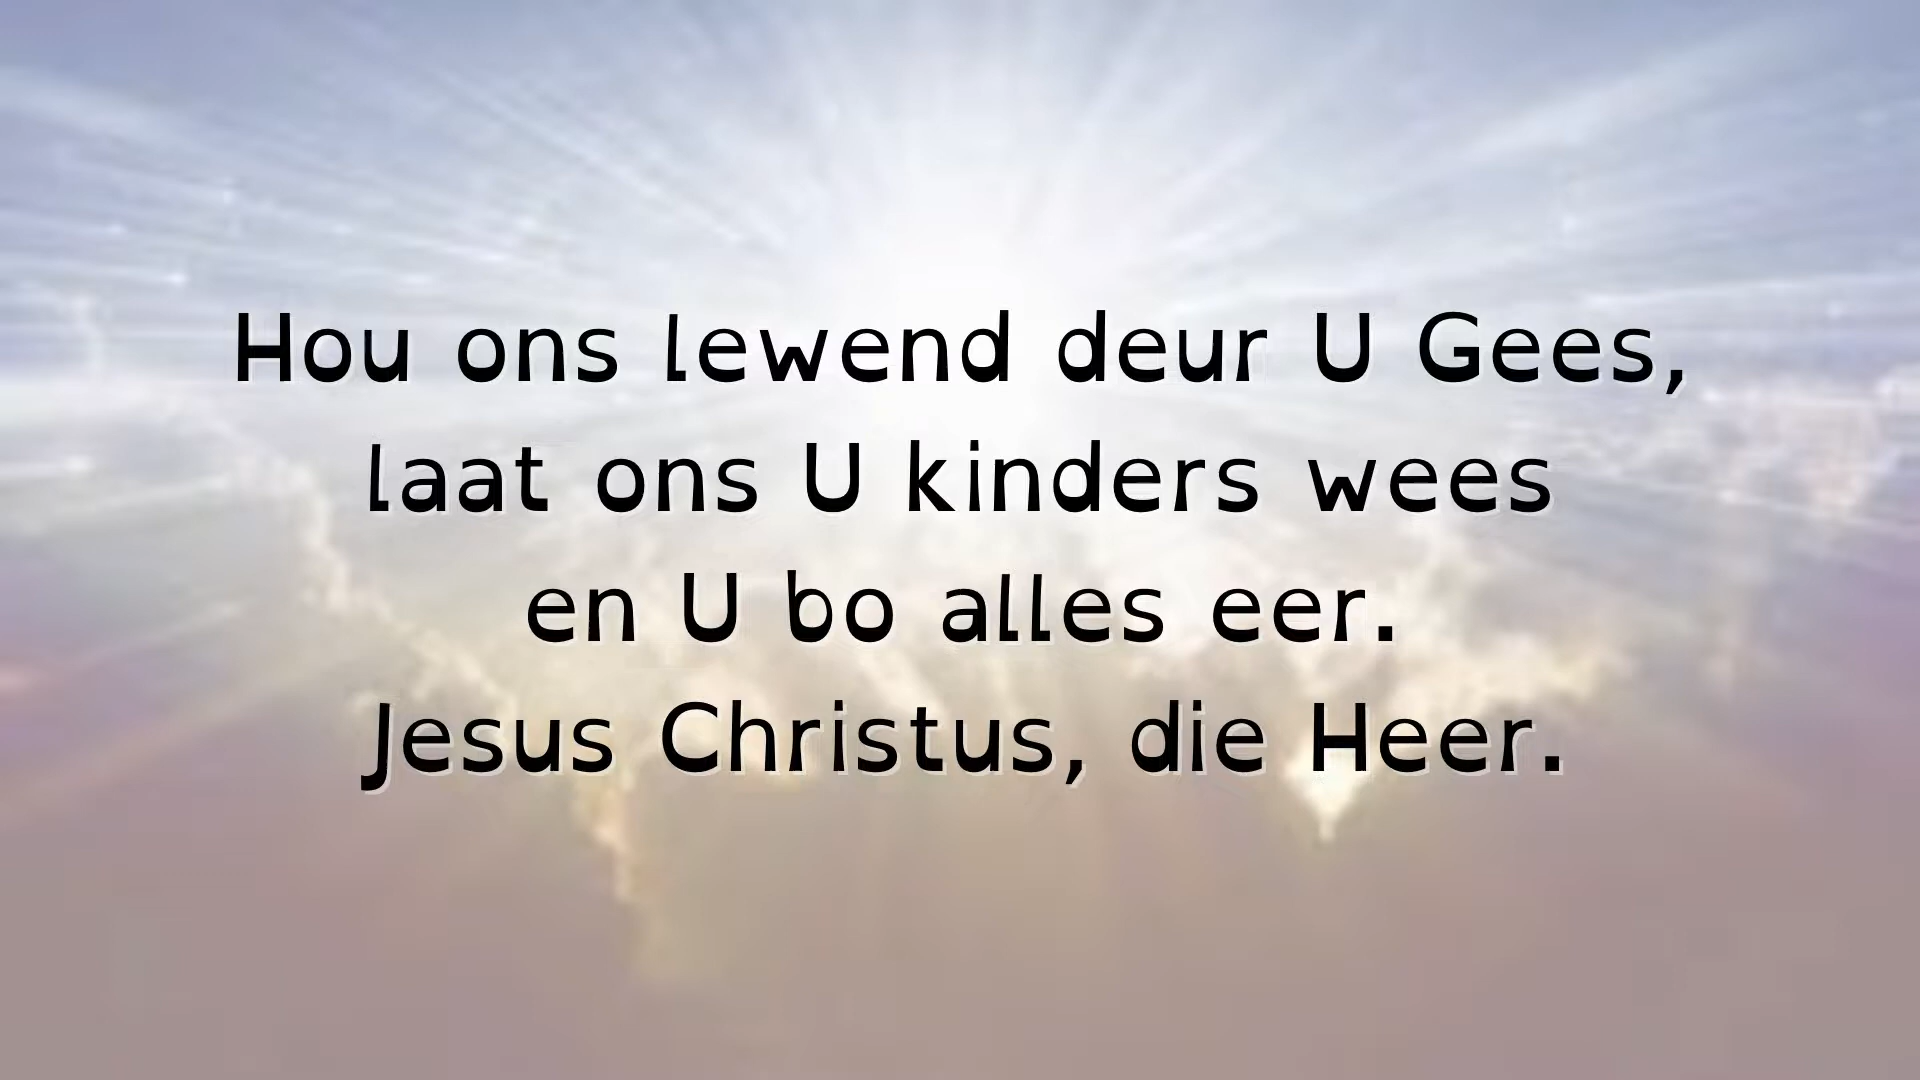 Hou ons lewend deur U Gees,
laat ons U kinders wees
en U bo alles eer.
Jesus Christus, die Heer.